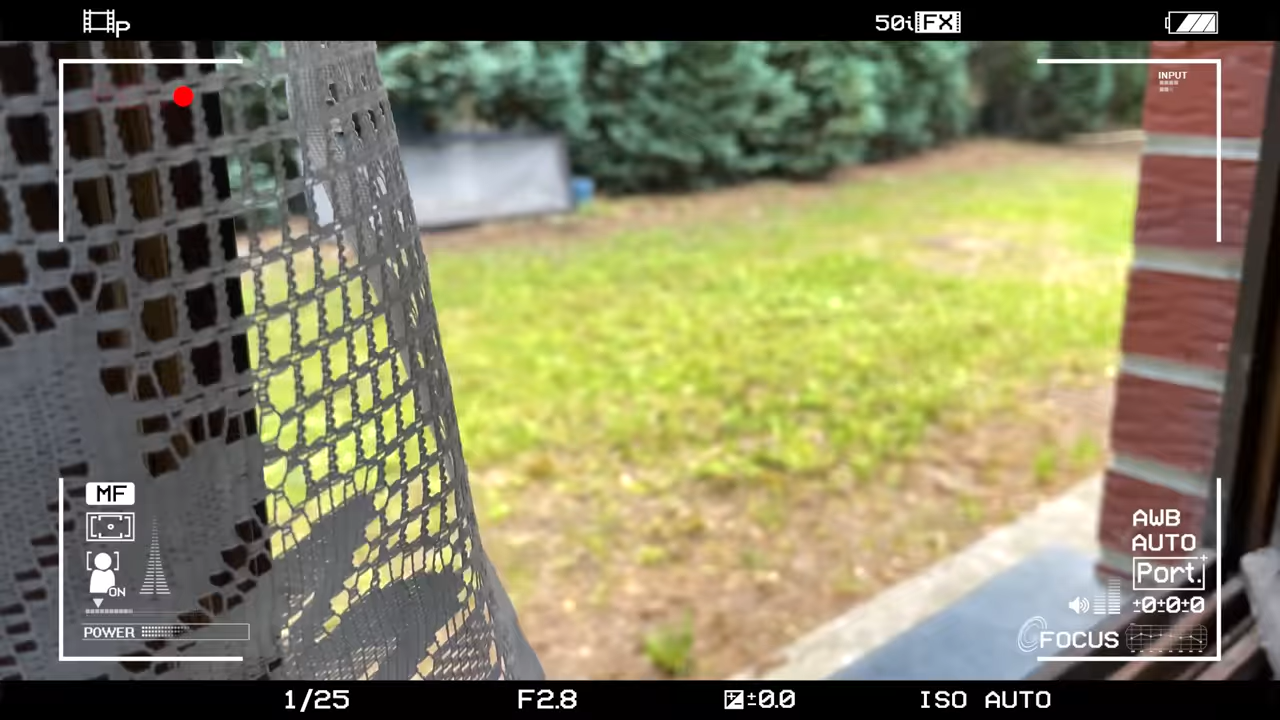 P
50i FX
INPUT
MF
ON
POWER
AWB
AUTO
Port.
±0±0±0
FOCUS
1/25 F2.8 ±0.0 ISO AUTO